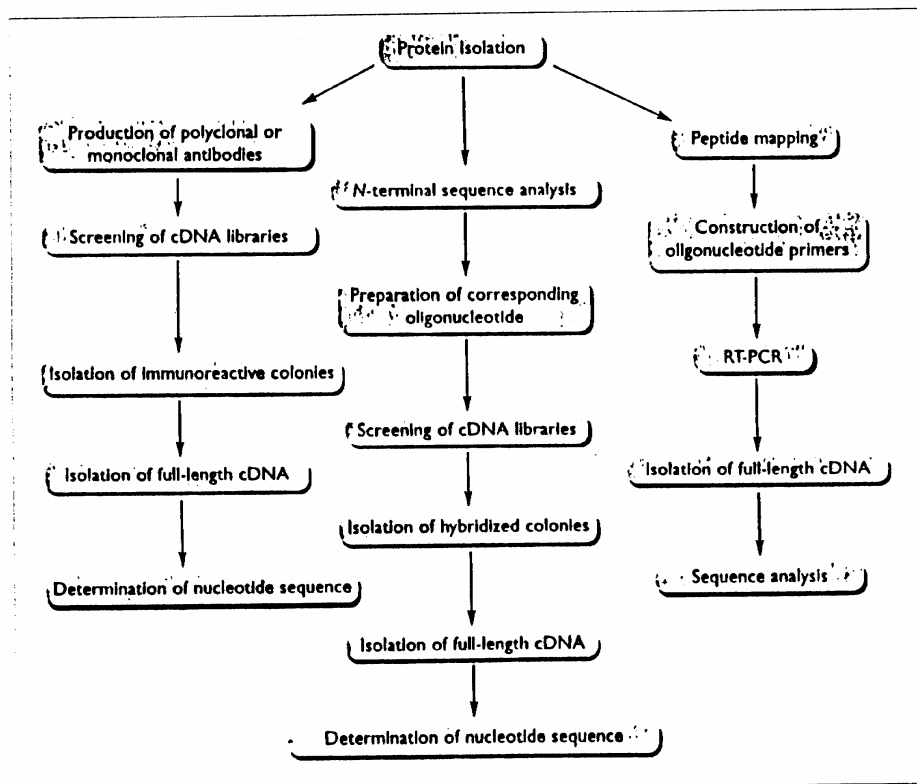 Protein Isolation
Production of polyclonal or
monoclonal antibodies
Screening of cDNA libraries
Isolation of Immunoreactive colonies
Isolation of full-length cDNA
Determination of nucleotide sequence
N-terminal sequence analysis
Preparation of corresponding
oligonucleotide
Screening of cDNA libraries
Isolation of hybridized colonies
Isolation of full-length cDNA
Determination of nucleotide sequence
Peptide mapping
Construction of
oligonucleotide primers
RT-PCR
Isolation of full-length cDNA
Sequence analysis